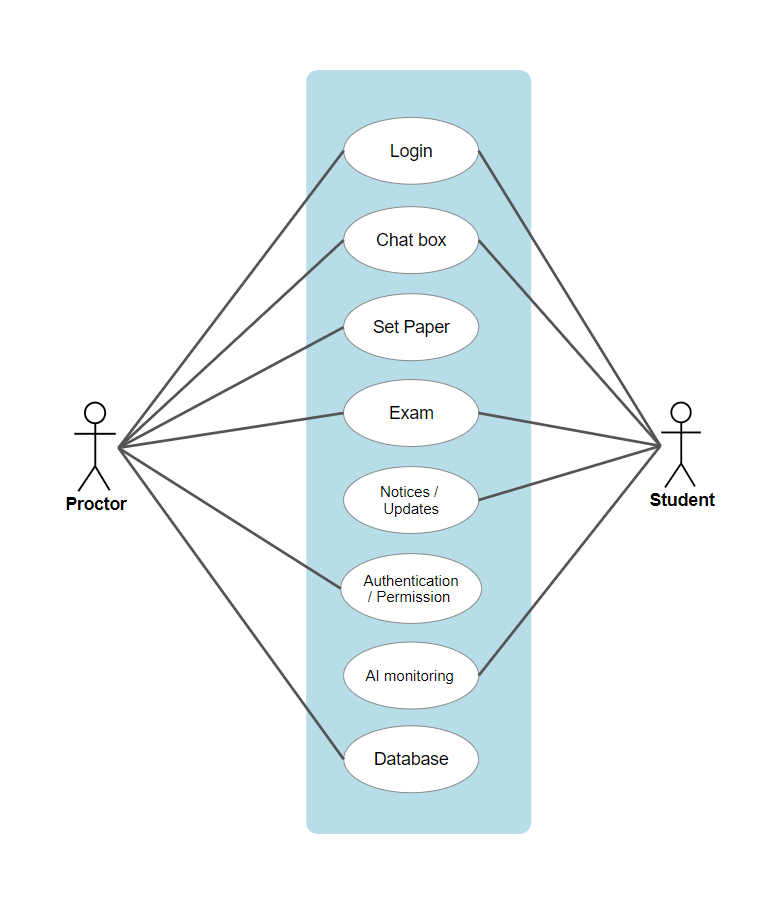 Login
Chat box
Set Paper
Exam
Proctor
Student
Notices /
Updates
Authentication
/ Permission
AI monitoring
Database